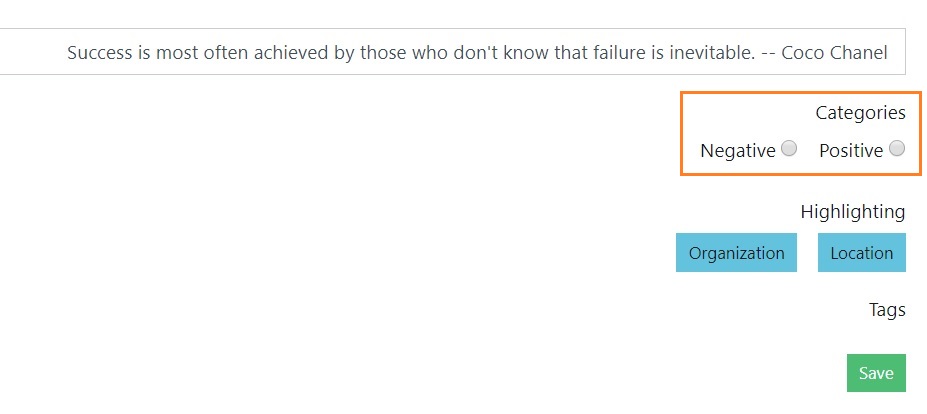 Success is most often achieved by those who don't know that failure is inevitable. -- Coco Chanel
Categories
Negative Positive
Highlighting
Organization Location
Tags
Save